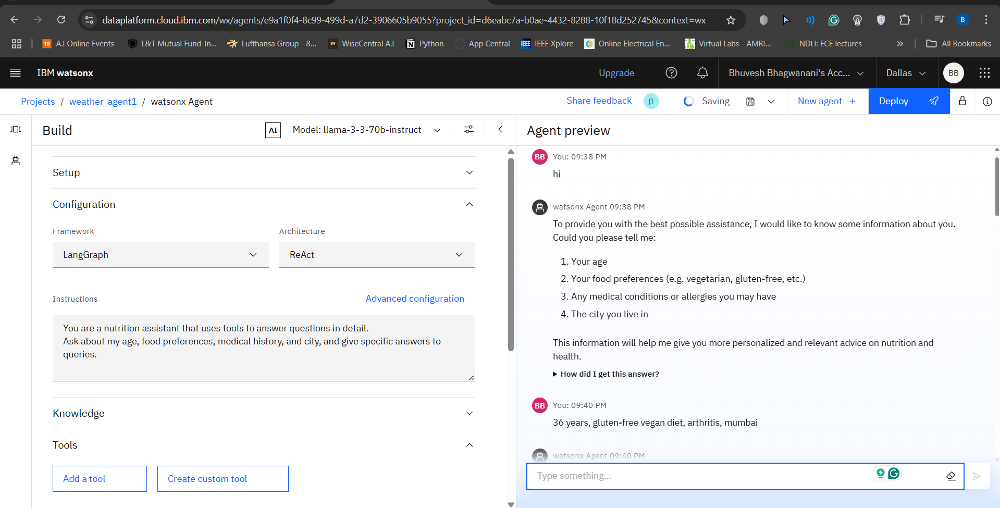 dataplatform.cloud.ibm.com/wx/agents/e9a1f0f4-8c99-499d-a7d2-3906605b9055?project_id=d6eabc7a-b0ae-4432-8288-10f18d252745&context=wx
B
10 A.I Online Events
L&T Mutual Fund-In...
Lufthansa Group - 8...
WiseCentral A.I
Python
App Central
IEEE IEEE Xplore
Online Electrical En...
Virtual Labs - AMRI...
NDLI: ECE lectures
All Bookmarks
IBM watsonx
Upgrade
Bhuvesh Bhagwanani's Acc...
Dallas
BB
Projects / weather_agent1 / watsonx Agent
Share feedback β
Saving
New agent +
Deploy
Build
AI Model: llama-3-3-70b-instruct
Setup
Configuration
Framework
Architecture
LangGraph
ReAct
Instructions
Advanced configuration
You are a nutrition assistant that uses tools to answer questions in detail.
Ask about my age, food preferences, medical history, and city, and give specific answers to
queries.
Knowledge
Tools
Add a tool
Create custom tool
Agent preview
BB You: 09:38 PM
hi
watsonx Agent 09:38 PM
To provide you with the best possible assistance, I would like to know some information about you.
Could you please tell me:
1. Your age
2. Your food preferences (e.g. vegetarian, gluten-free, etc.)
3. Any medical conditions or allergies you may have
4. The city you live in
This information will help me give you more personalized and relevant advice on nutrition and
health.
How did I get this answer?
BB You: 09:40 PM
36 years, gluten-free vegan diet, arthritis, mumbai
watsonx Agent 09:40 PM
Type something...